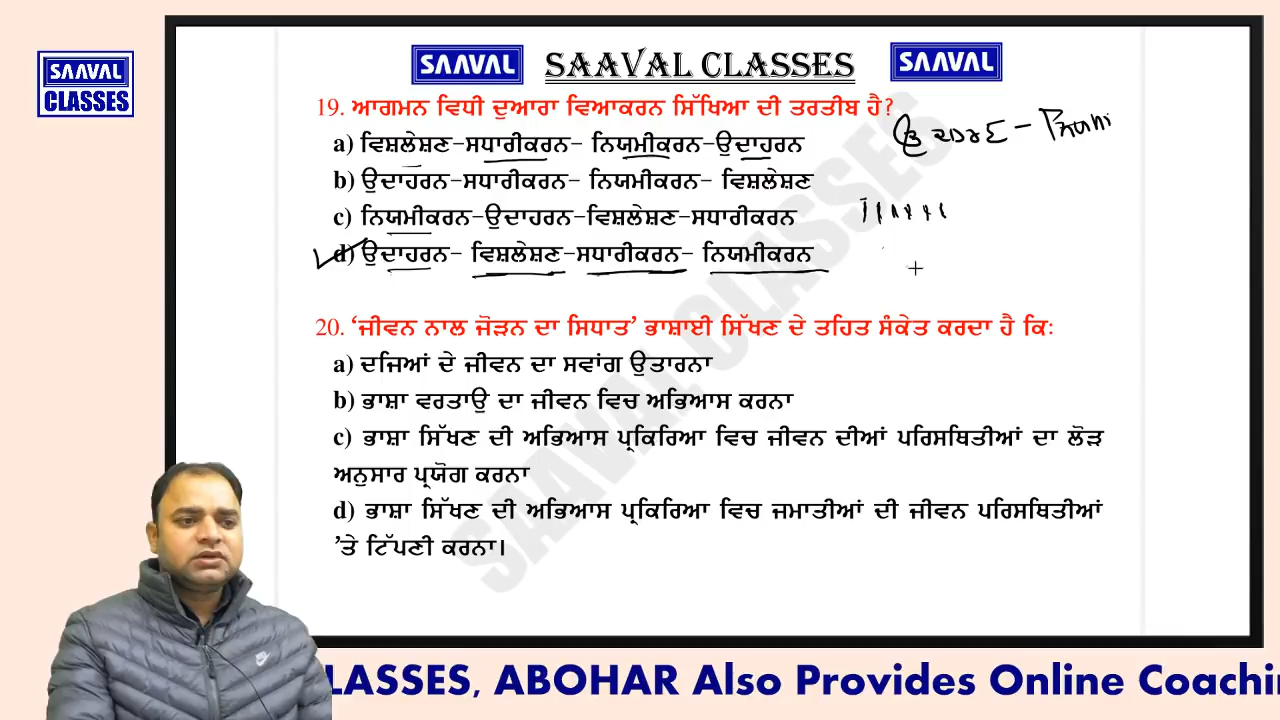 SAAVAL
CLASSES
SAAVAL
SAAVAL CLASSES
SAAVAL
19. ਆਗਮਨ ਵਿਧੀ ਦੁਆਰਾ ਵਿਆਕਰਨ ਸਿੱਖਿਆ ਦੀ ਤਰਤੀਬ ਹੈ?
a) ਵਿਸ਼ਲੇਸ਼ਣ-ਸਧਾਰੀਕਰਨ- ਨਿਯਮੀਕਰਨ-ਉਦਾਹਰਨ
b) ਉਦਾਹਰਨ-ਸਧਾਰੀਕਰਨ- ਨਿਯਮੀਕਰਨ- ਵਿਸ਼ਲੇਸ਼ਣ
c) ਨਿਯਮੀਕਰਨ-ਉਦਾਹਰਨ-ਵਿਸ਼ਲੇਸ਼ਣ-ਸਧਾਰੀਕਰਨ
d) ਉਦਾਹਰਨ- ਵਿਸ਼ਲੇਸ਼ਣ-ਸਧਾਰੀਕਰਨ- ਨਿਯਮੀਕਰਨ
20. ‘ਜੀਵਨ ਨਾਲ ਜੋੜਨ ਦਾ ਸਿਧਾਤ’ ਭਾਸ਼ਾਈ ਸਿੱਖਣ ਦੇ ਤਹਿਤ ਸੰਕੇਤ ਕਰਦਾ ਹੈ ਕਿ:
a) ਦਜਿਆਂ ਦੇ ਜੀਵਨ ਦਾ ਸਵਾਂਗ ਉਤਾਰਨਾ
b) ਭਾਸ਼ਾ ਵਰਤਾਉ ਦਾ ਜੀਵਨ ਵਿਚ ਅਭਿਆਸ ਕਰਨਾ
c) ਭਾਸ਼ਾ ਸਿੱਖਣ ਦੀ ਅਭਿਆਸ ਪ੍ਰਕਿਰਿਆ ਵਿਚ ਜੀਵਨ ਦੀਆਂ ਪਰਿਸਥਿਤੀਆਂ ਦਾ ਲੋੜ
ਅਨੁਸਾਰ ਪ੍ਰਯੋਗ ਕਰਨਾ
d) ਭਾਸ਼ਾ ਸਿੱਖਣ ਦੀ ਅਭਿਆਸ ਪ੍ਰਕਿਰਿਆ ਵਿਚ ਜਮਾਤੀਆਂ ਦੀ ਜੀਵਨ ਪਰਿਸਥਿਤੀਆਂ
’ਤੇ ਟਿੱਪਣੀ ਕਰਨਾ।
SAAVAL CLASSES
LASSES, ABOHAR Also Provides Online Coachin